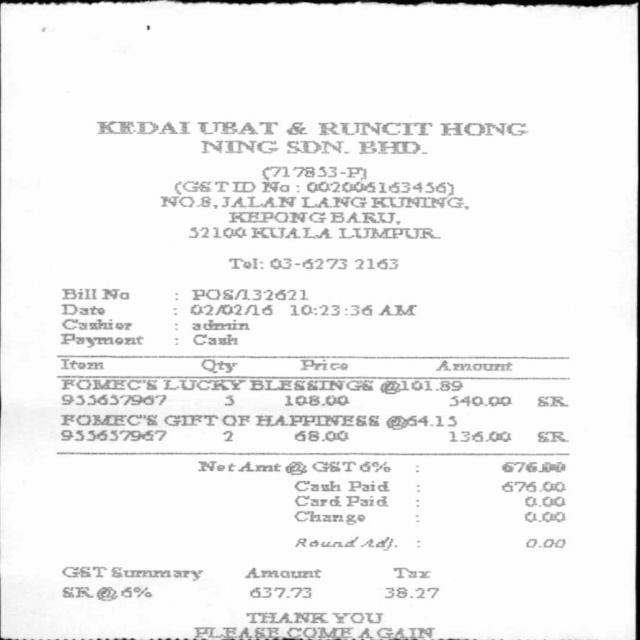 KEDAI UBAT & RUNCIT HONG
NING SDN. BHD.
(717853-P)
(GST ID No : 002006163456)
NO.8, JALAN LANG KUNING,
KEPONG BARU,
52100 KUALA LUMPUR.
Tel: 03-6273 2163
Bill No : POS/132621
Date : 02/02/16 10:23:36 AM
Cashier : admin
Payment : Cash
Item Qty Price Amount
FOMEC'S LUCKY BLESSINGS @101.89
933637967 5 108.00 540.00 SR
FOMEC"S GIFT OF HAPPINESS @64.15
933637967 2 68.00 136.00 SR
Net Amt @ GST 6% : 676.00
Cash Paid : 676.00
Card Paid : 0.00
Change : 0.00
Round Adj. : 0.00
GST Summary Amount Tax
SR @ 6% 637.73 38.27
THANK YOU
PLEASE COME AGAIN